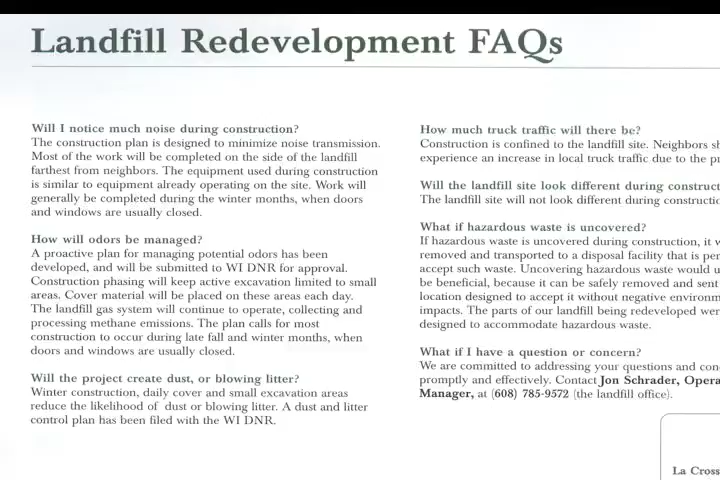 Landfill Redevelopment FAQs
Will I notice much noise during construction?
The construction plan is designed to minimize noise transmission.
Most of the work will be completed on the side of the landfill
farthest from neighbors. The equipment used during construction
is similar to equipment already operating on the site. Work will
generally be completed during the winter months, when doors
and windows are usually closed.
How will odors be managed?
A proactive plan for managing potential odors has been
developed, and will be submitted to WI DNR for approval.
Construction phasing will keep active excavation limited to small
areas. Cover material will be placed on these areas each day.
The landfill gas system will continue to operate, collecting and
processing methane emissions. The plan calls for most
construction to occur during late fall and winter months, when
doors and windows are usually closed.
Will the project create dust, or blowing litter?
Winter construction, daily cover and small excavation areas
reduce the likelihood of dust or blowing litter. A dust and litter
control plan has been filed with the WI DNR.
How much truck traffic will there be?
Construction is confined to the landfill site. Neighbors
experience an increase in local truck traffic due to the
Will the landfill site look different during
The landfill site will not look different during
What if hazardous waste is uncovered?
If hazardous waste is uncovered during construction, it
removed and transported to a disposal facility that is
accept such waste. Uncovering hazardous waste would
be beneficial, because it can be safely removed and sent
location designed to accept it without negative
impacts. The parts of our landfill being redeveloped
designed to accommodate hazardous waste.
What if I have a question or concern?
We are committed to addressing your questions and
promptly and effectively. Contact Jon Schrader,
Manager, at (608) 785-9572 (the landfill office).
La